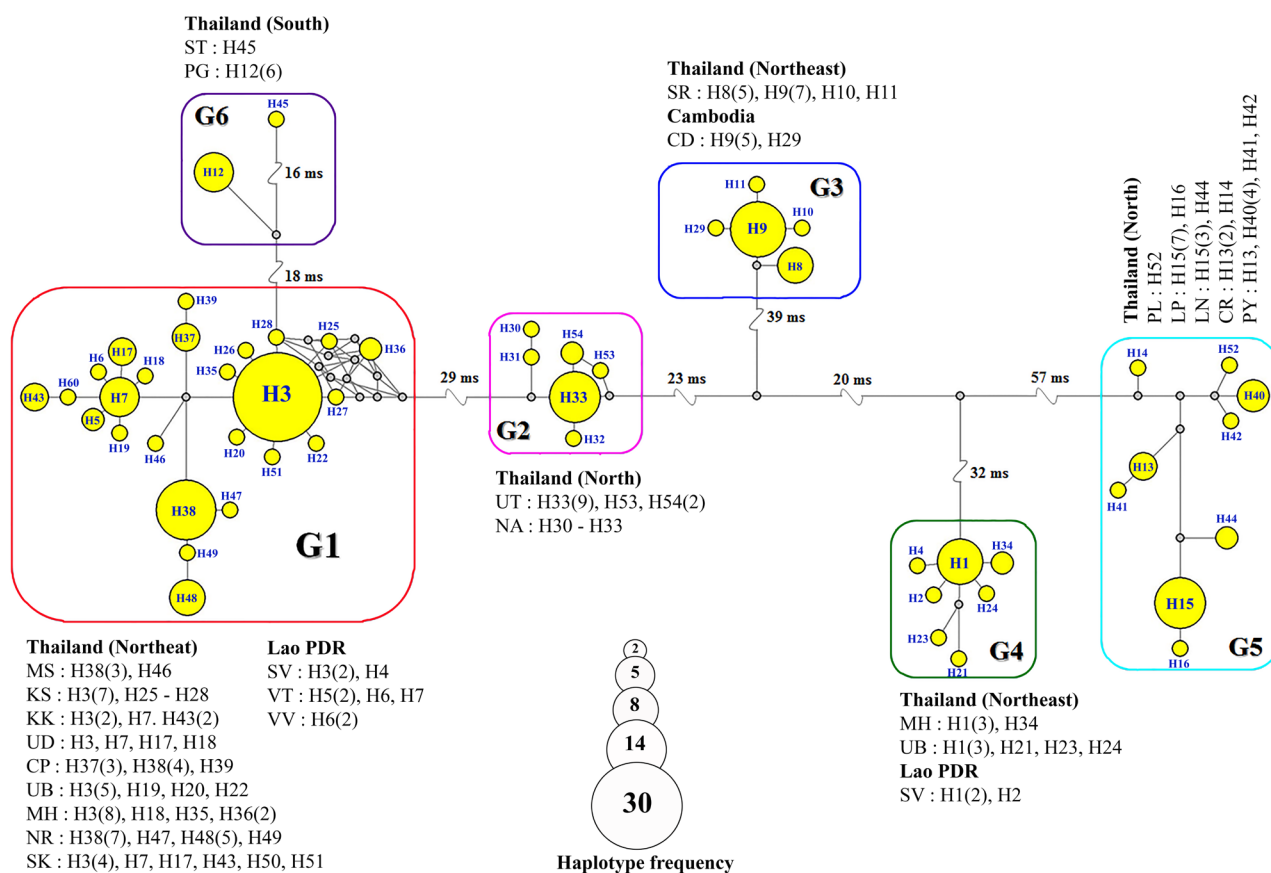 Thailand (South)
ST : H45
PG : H12(6)
G6
H45
H12
16 ms
18 ms
Thailand (Northeast)
SR : H8(5), H9(7), H10, H11
Cambodia
CD : H9(5), H29
G3
H11
H29
H9
H10
H8
39 ms
Thailand (North)
PL : H52
LP : H15(7), H16
LN : H15(3), H44
CR : H13(2), H14
PY : H13, H40(4), H41, H42
H39
H37
H28
H25
H36
H26
H35
H3
H27
H20
H51
H22
H17
H6
H18
H43
H60
H7
H5
H19
H46
H38
H47
H49
H48
G1
29 ms
H30
H31
H54
H53
H33
H32
G2
23 ms
20 ms
57 ms
32 ms
Thailand (North)
UT : H33(9), H53, H54(2)
NA : H30 - H33
H4
H1
H34
H2
H24
H23
H21
G4
H14
H52
H40
H42
H13
H41
H44
H15
H16
G5
Thailand (Northeat)
MS : H38(3), H46
KS : H3(7), H25 - H28
KK : H3(2), H7. H43(2)
UD : H3, H7, H17, H18
CP : H37(3), H38(4), H39
UB : H3(5), H19, H20, H22
MH : H3(8), H18, H35, H36(2)
NR : H38(7), H47, H48(5), H49
SK : H3(4), H7, H17, H43, H50, H51
Lao PDR
SV : H3(2), H4
VT : H5(2), H6, H7
VV : H6(2)
2
5
8
14
30
Haplotype frequency
Thailand (Northeast)
MH : H1(3), H34
UB : H1(3), H21, H23, H24
Lao PDR
SV : H1(2), H2